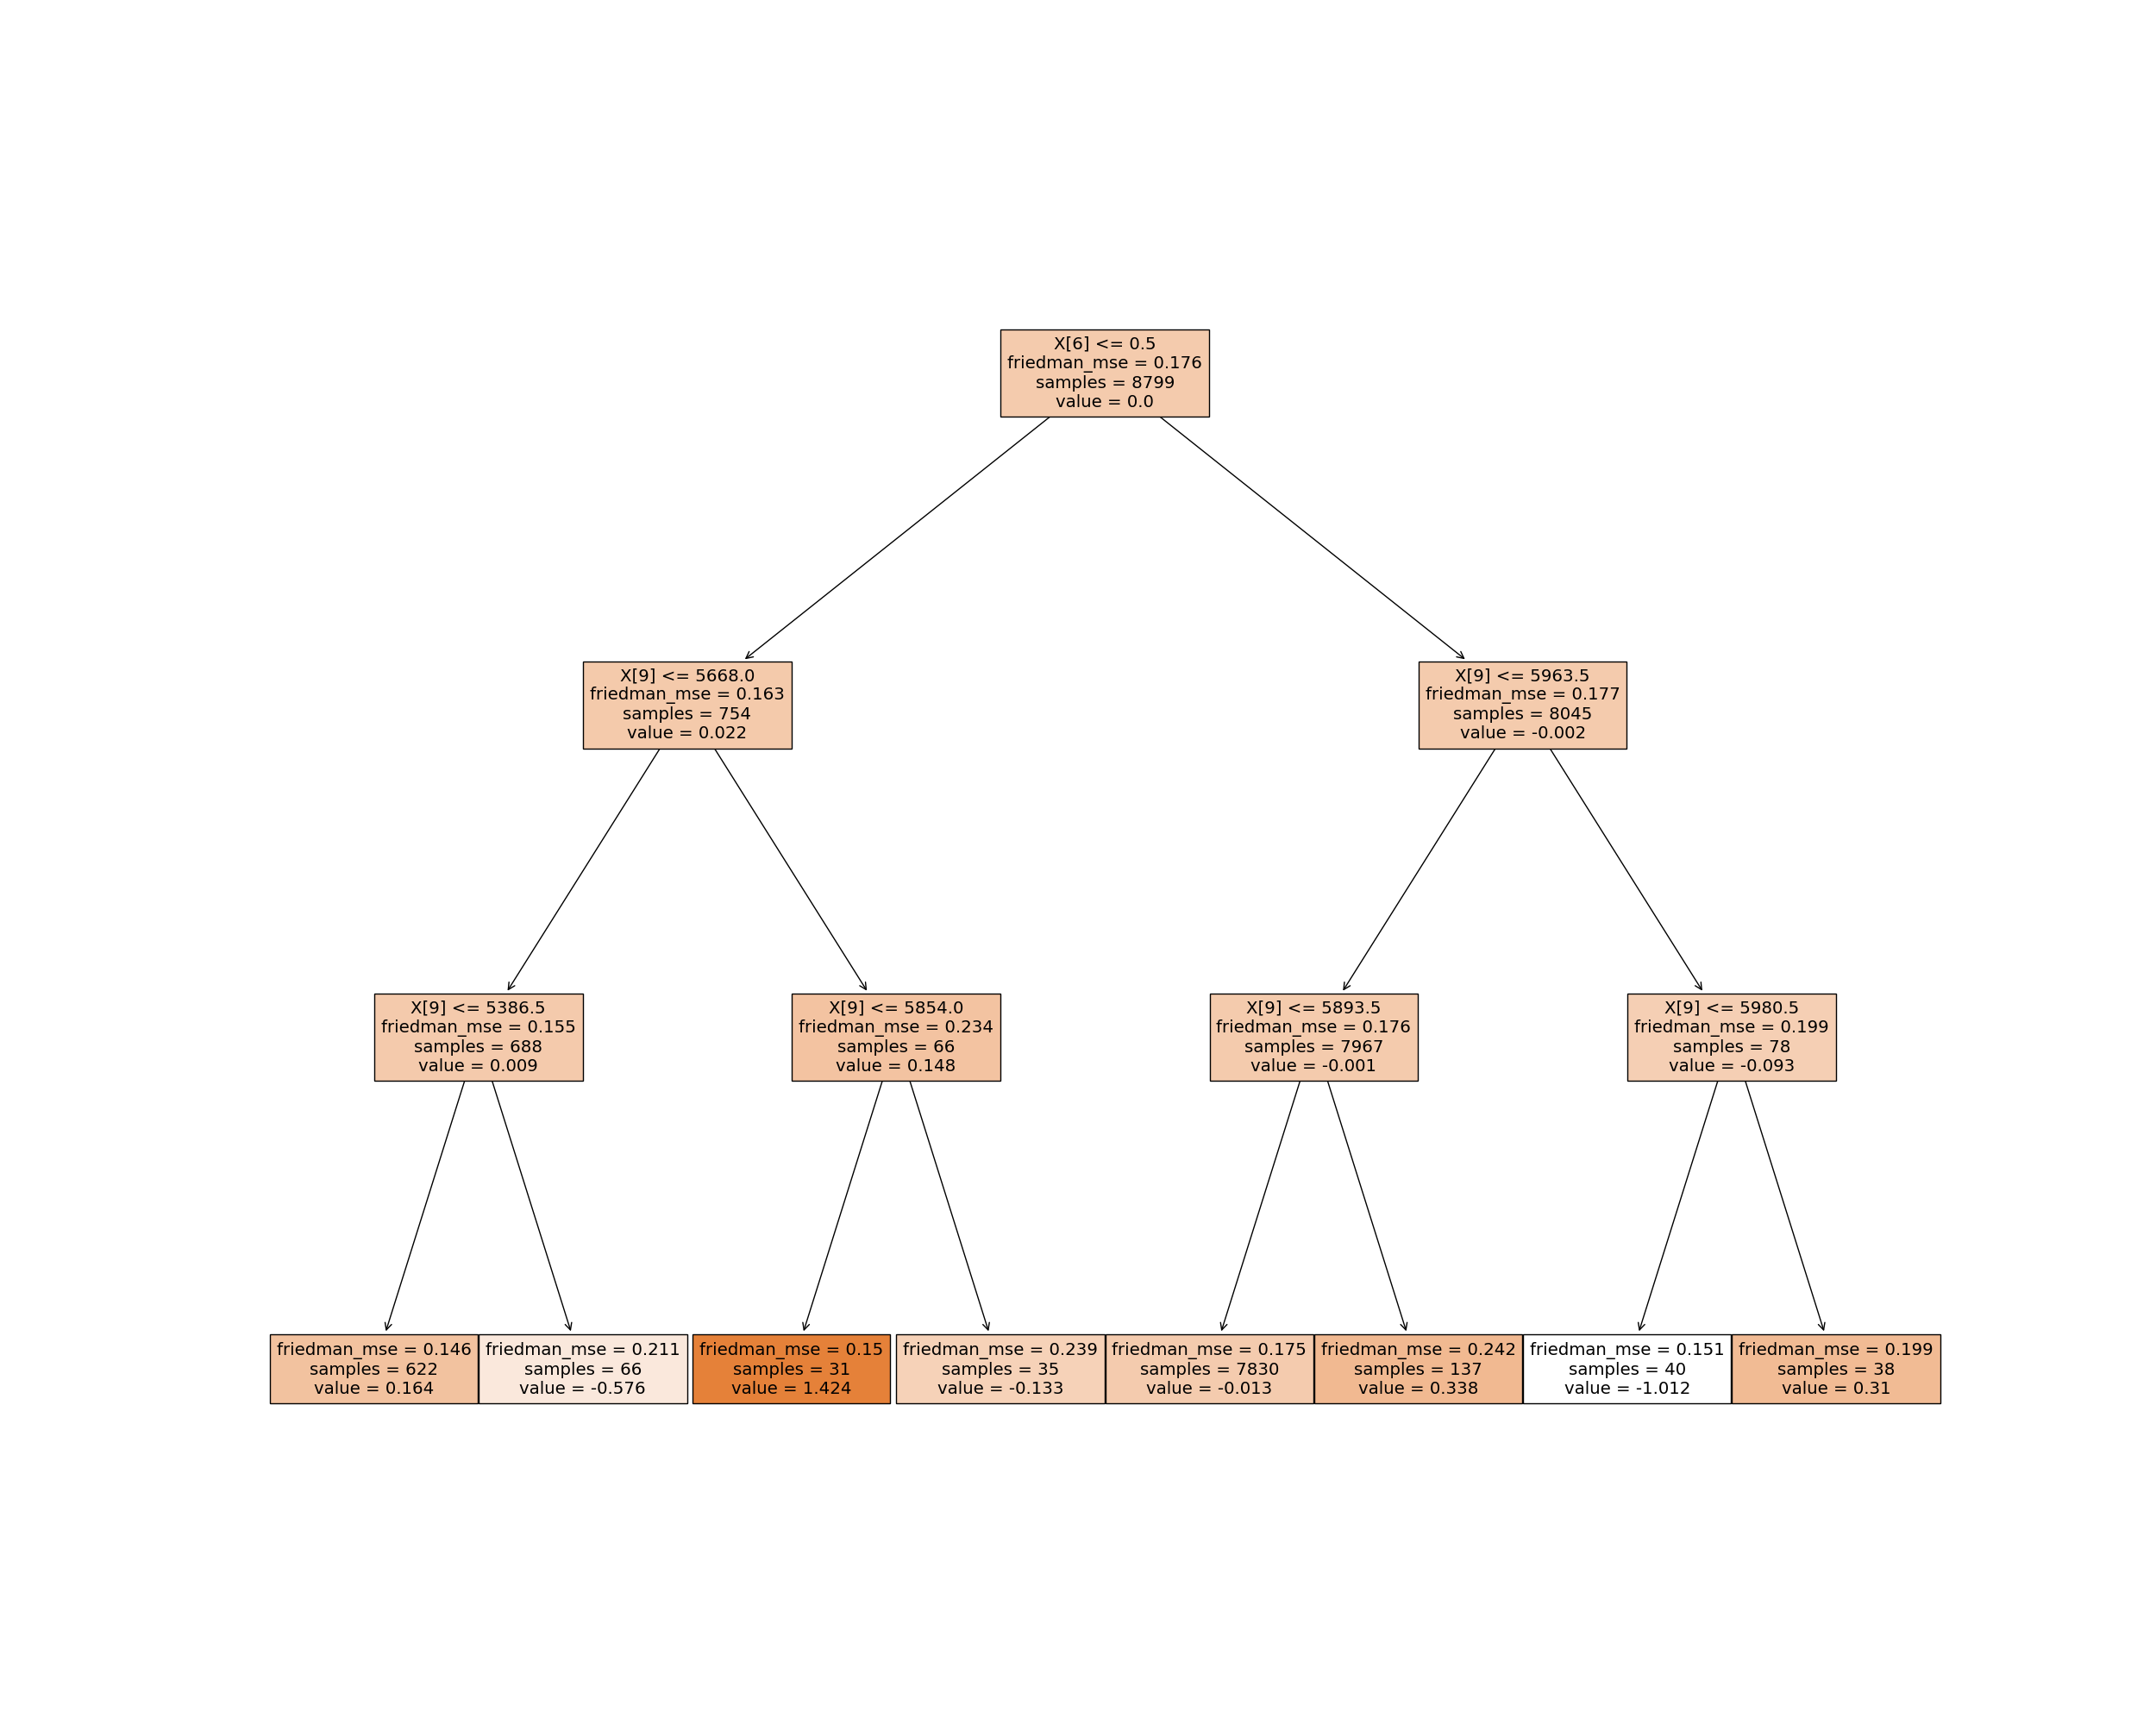 X[6] <= 0.5
friedman_mse = 0.176
samples = 8799
value = 0.0
X[9] <= 5668.0
friedman_mse = 0.163
samples = 754
value = 0.022
X[9] <= 5963.5
friedman_mse = 0.177
samples = 8045
value = -0.002
X[9] <= 5386.5
friedman_mse = 0.155
samples = 688
value = 0.009
X[9] <= 5854.0
friedman_mse = 0.234
samples = 66
value = 0.148
X[9] <= 5893.5
friedman_mse = 0.176
samples = 7967
value = -0.001
X[9] <= 5980.5
friedman_mse = 0.199
samples = 78
value = -0.093
friedman_mse = 0.146
samples = 622
value = 0.164
friedman_mse = 0.211
samples = 66
value = -0.576
friedman_mse = 0.15
samples = 31
value = 1.424
friedman_mse = 0.239
samples = 35
value = -0.133
friedman_mse = 0.175
samples = 7830
value = -0.013
friedman_mse = 0.242
samples = 137
value = 0.338
friedman_mse = 0.151
samples = 40
value = -1.012
friedman_mse = 0.199
samples = 38
value = 0.31